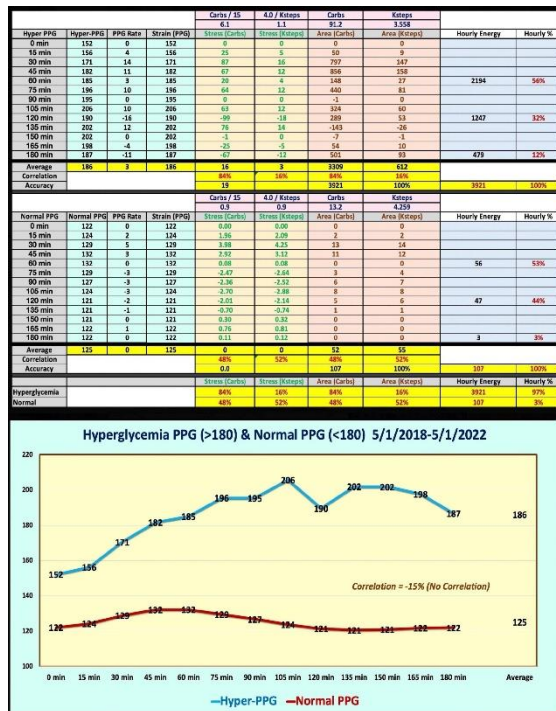 Carbs / 15 4.0 / Ksteps Carbs Ksteps
6.1 1.1 91.2 3.558
Hyper PPG Hyper-PPG PPG Rate Strain (PPG) Stress (Carbs) Stress (Ksteps) Area (Carbs) Area (Ksteps) Hourly Energy Hourly %
0 min 152 0 152 0 0 0 0
15 min 156 4 156 25 5 50 9
30 min 171 14 171 87 16 797 147
45 min 182 11 182 67 12 856 158
60 min 185 3 185 20 4 148 27 2194 56%
75 min 196 10 196 64 12 440 81
90 min 195 0 195 0 0 -1 0
105 min 206 10 206 63 12 324 60
120 min 190 -16 190 -99 -18 289 53 1247 32%
135 min 202 12 202 76 14 -143 -26
150 min 202 0 202 -1 0 -7 -1
165 min 198 -4 198 -25 -5 54 10
180 min 187 -11 187 -67 -12 501 93 479 12%
Average 186 3 186 16 3 3309 612
Correlation 84% 16% 84% 16%
Accuracy 19 3921 100% 3921 100%
Carbs / 15 4.0 / Ksteps Carbs Ksteps
0.9 0.9 13.2 4.259
Normal PPG Normal PPG PPG Rate Strain (PPG) Stress (Carbs) Stress (Ksteps) Area (Carbs) Area (Ksteps) Hourly Energy Hourly %
0 min 122 0 122 0.00 0.00 0 0
15 min 124 2 124 1.96 2.09 2 2
30 min 129 5 129 3.98 4.25 13 14
45 min 132 3 132 2.92 3.12 11 12
60 min 132 0 132 0.08 0.08 0 0 56 53%
75 min 129 -3 129 -2.47 -2.64 3 4
90 min 127 -3 127 -2.36 -2.52 6 7
105 min 124 -3 124 -2.70 -2.88 8 8
120 min 121 -2 121 -2.01 -2.14 5 6 47 44%
135 min 121 -1 121 -0.70 -0.74 1 1
150 min 121 0 121 0.30 0.32 0 0
165 min 122 1 122 0.76 0.81 0 0
180 min 122 0 122 0.11 0.12 0 0 3 3%
Average 125 0 125 0 0 52 55
Correlation 48% 52% 48% 52%
Accuracy 0.0 107 100% 107 100%
Stress (Carbs) Stress (Ksteps) Area (Carbs) Area (Ksteps) Hourly Energy Hourly %
Hyperglycemia 84% 16% 84% 16% 3921 97%
Normal 48% 52% 48% 52% 107 3%
Hyperglycemia PPG (>180) & Normal PPG (<180) 5/1/2018-5/1/2022
220
200
180
160
140
120
100
152 156 171 182 185 196 195 206 190 202 202 198 187 186
Correlation = -15% (No Correlation)
122 124 129 132 132 129 127 124 121 121 121 122 122 125
0 min 15 min 30 min 45 min 60 min 75 min 90 min 105 min 120 min 135 min 150 min 165 min 180 min Average
Hyper-PPG Normal PPG